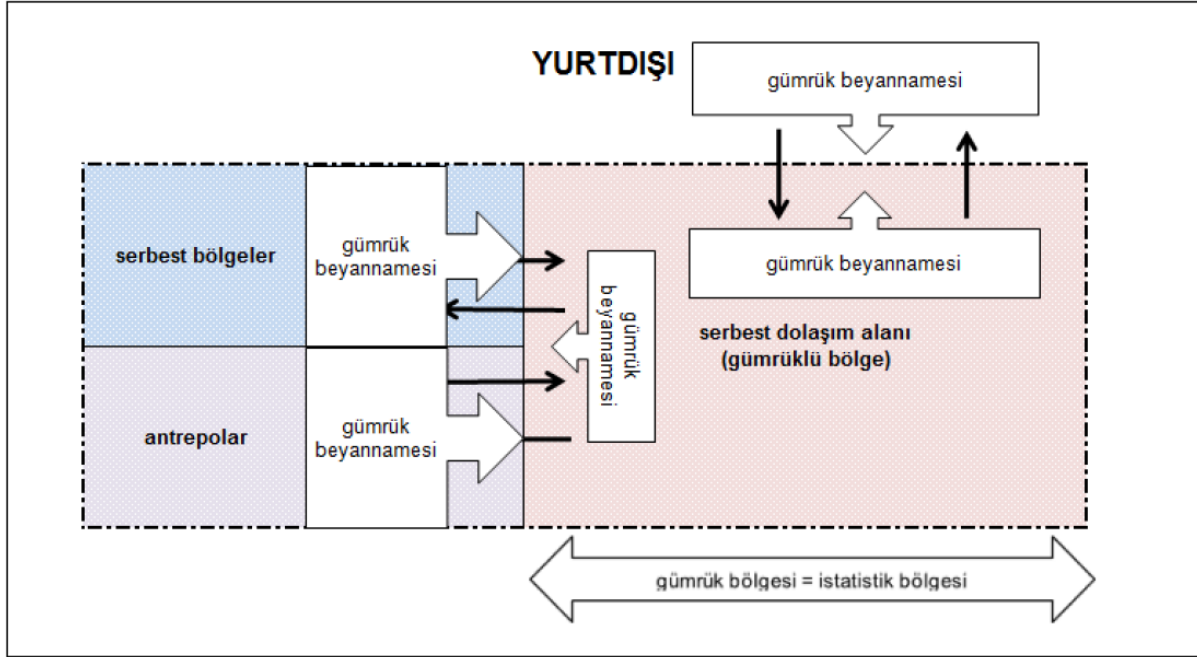 YURTDIŞI
gümrük beyannamesi
serbest bölgeler
gümrük
beyannamesi
gümrük
beyannamesi
gümrük beyannamesi
serbest dolaşım alanı
(gümrüklü bölge)
antrepolar
gümrük
beyannamesi
gümrük bölgesi = istatistik bölgesi